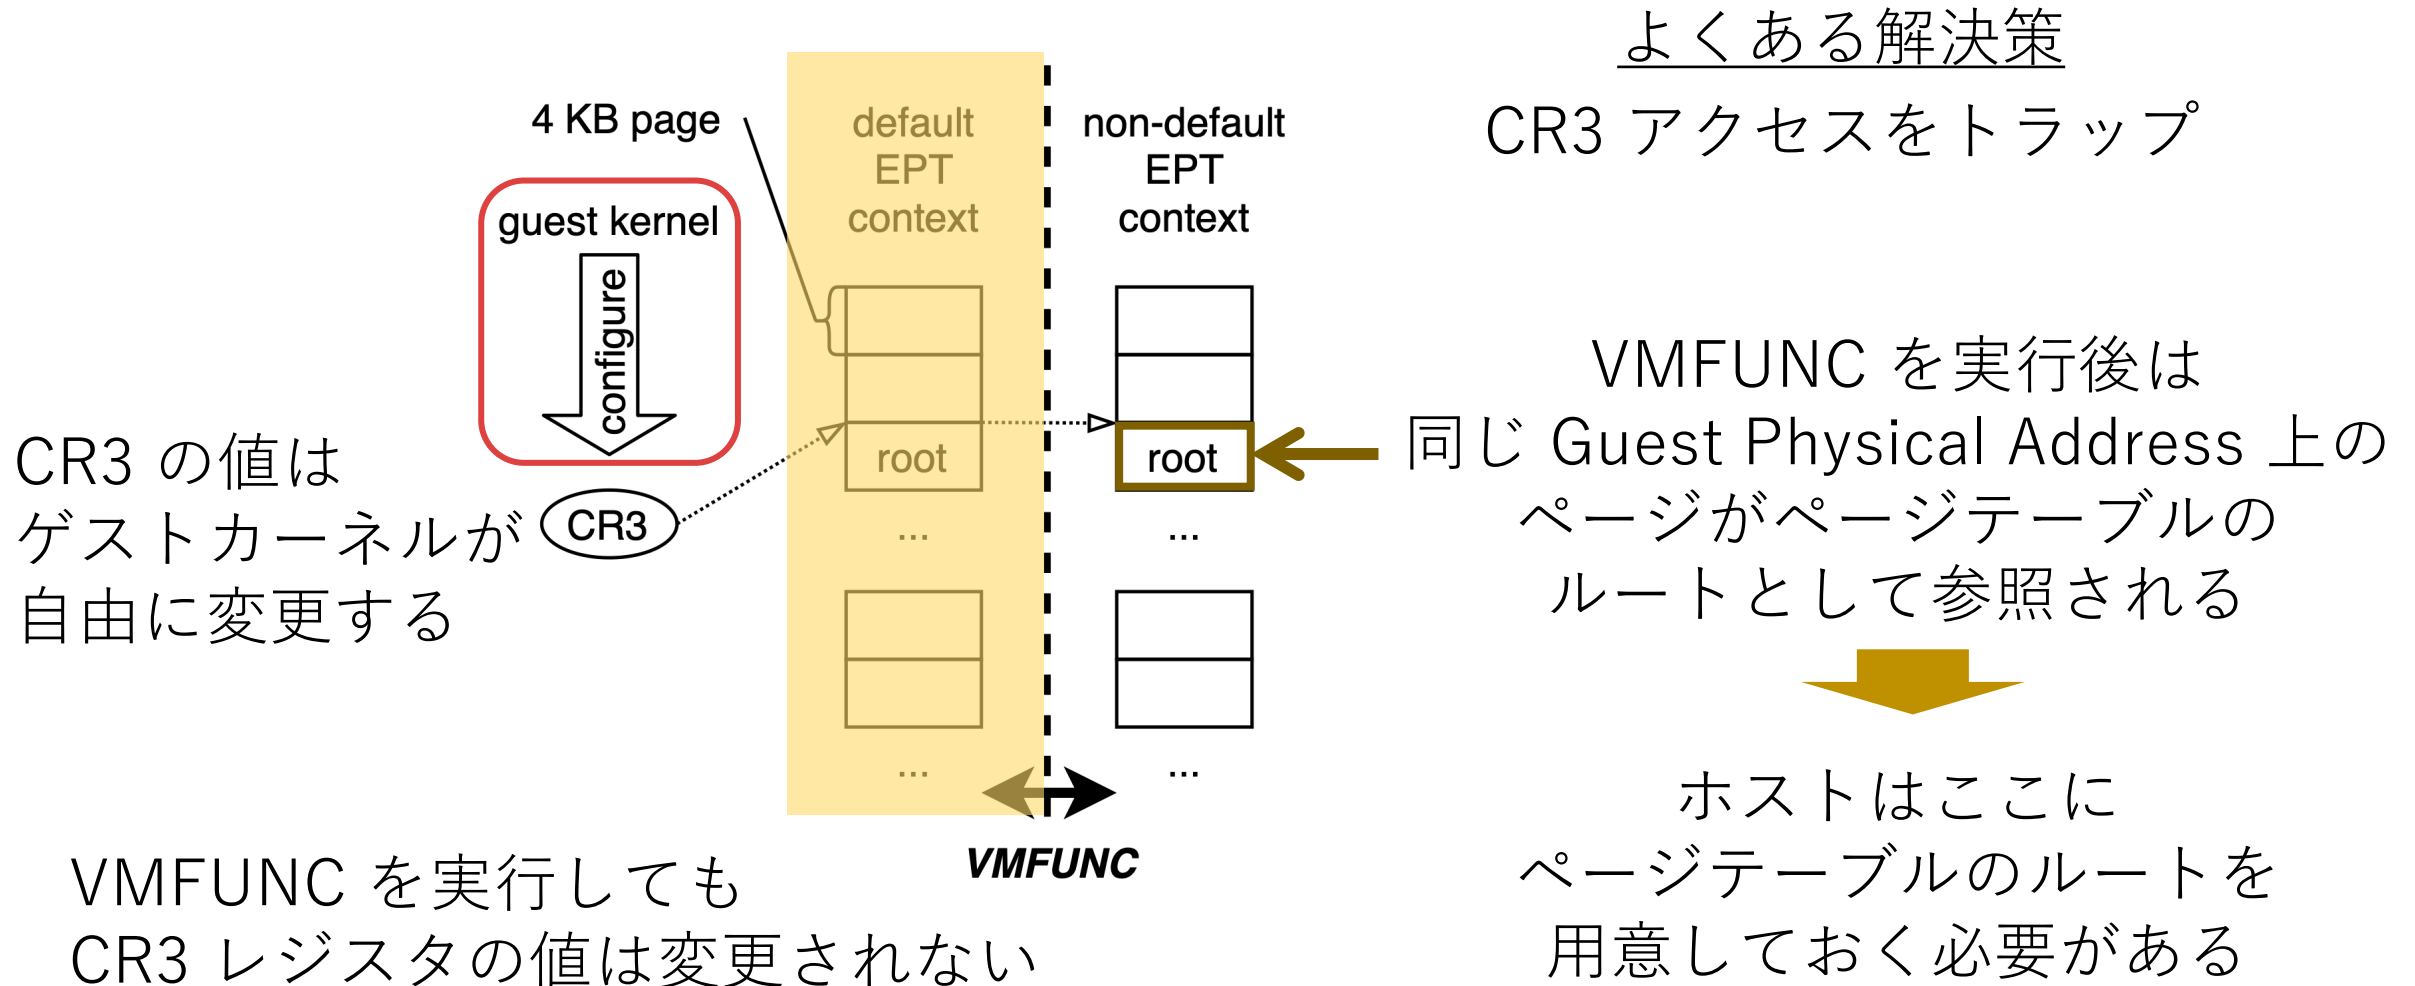 よくある解決策
CR3 アクセスをトラップ
4 KB page
default
EPT
context
non-default
EPT
context
guest kernel
configure
CR3
root
...
...
root
...
...
VMFUNC
CR3 の値は
ゲストカーネルが
自由に変更する
VMFUNC を実行しても
CR3 レジスタの値は変更されない
VMFUNC を実行後は
同じ Guest Physical Address 上の
ページがページテーブルの
ルートとして参照される
ホストはここに
ページテーブルのルートを
用意しておく必要がある